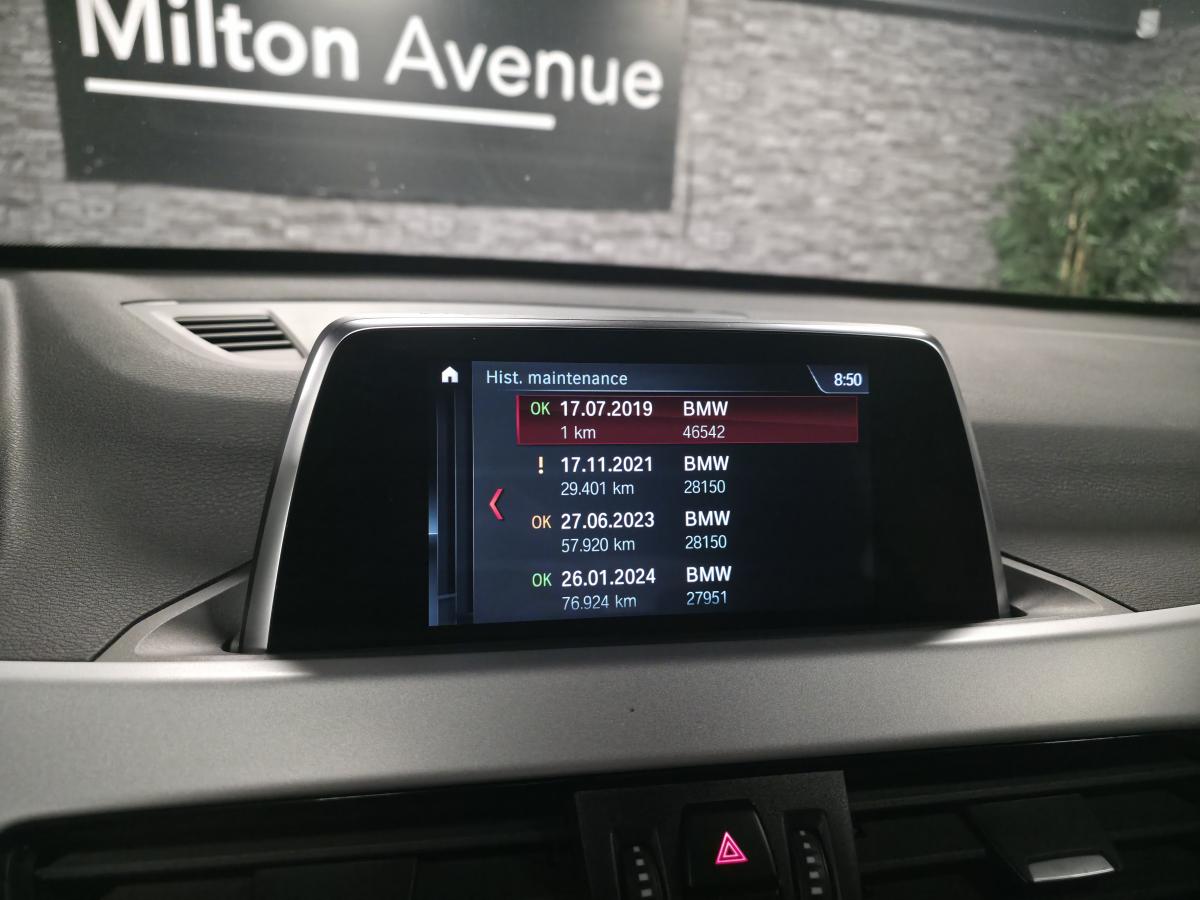 Milton Avenue
Hist. maintenance 8:50
OK 17.07.2019 BMW
1 km 46542
! 17.11.2021 BMW
29.401 km 28150
OK 27.06.2023 BMW
57.920 km 28150
OK 26.01.2024 BMW
76.924 km 27951